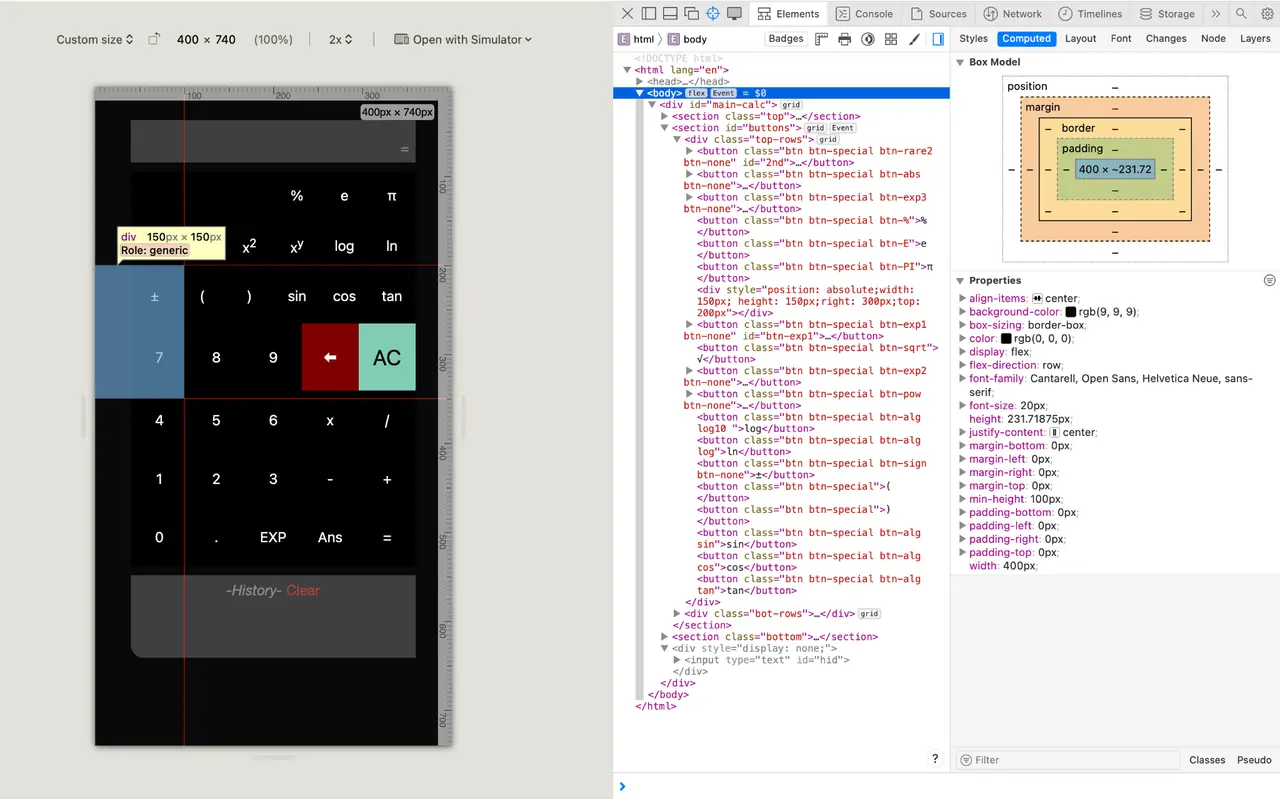 Custom size 400 × 740 (100%) 2x Open with Simulator
Elements Console Sources Network Timelines Storage
E html E body Badges Styles Computed Layout Font Changes Node Layers
100 200 300
400px × 740px
=
% e π
div 150px × 150px
Role: generic
x2 xy log ln
± ( ) sin cos tan
7 8 9 AC
4 5 6 x /
1 2 3 - +
0 . EXP Ans =
-History- Clear
100
200
300
400
500
600
700
<!DOCTYPE html>
<html lang="en">
<head>…</head>
<body> flex Event = $0
<div id="main-calc"> grid
<section class="top">…</section>
<section id="buttons"> grid Event
<div class="top-rows"> grid
<button class="btn btn-special btn-rare2
btn-none" id="2nd">…</button>
<button class="btn btn-special btn-abs
btn-none">…</button>
<button class="btn btn-special btn-exp3
btn-none">…</button>
<button class="btn btn-special btn-%">%
</button>
<button class="btn btn-special btn-E">e
</button>
<button class="btn btn-special btn-PI">π
</button>
<div style="position: absolute;width:
150px; height: 150px;right: 300px;top:
200px"></div>
<button class="btn btn-special btn-exp1
btn-none" id="btn-exp1">…</button>
<button class="btn btn-special btn-sqrt">
√</button>
<button class="btn btn-special btn-exp2
btn-none">…</button>
<button class="btn btn-special btn-pow
btn-none">…</button>
<button class="btn btn-special btn-alg
log10 ">log</button>
<button class="btn btn-special btn-alg
log">ln</button>
<button class="btn btn-special btn-sign
btn-none">±</button>
<button class="btn btn-special">(
</button>
<button class="btn btn-special">)
</button>
<button class="btn btn-special btn-alg
sin">sin</button>
<button class="btn btn-special btn-alg
cos">cos</button>
<button class="btn btn-special btn-alg
tan">tan</button>
</div>
<div class="bot-rows">…</div> grid
</section>
<section class="bottom">…</section>
<div style="display: none;">
<input type="text" id="hid">
</div>
</div>
</body>
</html>
?
Box Model
position –
margin –
border –
padding –
400 × ~231.72
Properties
align-items: center;
background-color: rgb(9, 9, 9);
box-sizing: border-box;
color: rgb(0, 0, 0);
display: flex;
flex-direction: row;
font-family: Cantarell, Open Sans, Helvetica Neue, sans-
serif;
font-size: 20px;
height: 231.71875px;
justify-content: center;
margin-bottom: 0px;
margin-left: 0px;
margin-right: 0px;
margin-top: 0px;
min-height: 100px;
padding-bottom: 0px;
padding-left: 0px;
padding-right: 0px;
padding-top: 0px;
width: 400px;
Filter Classes Pseudo